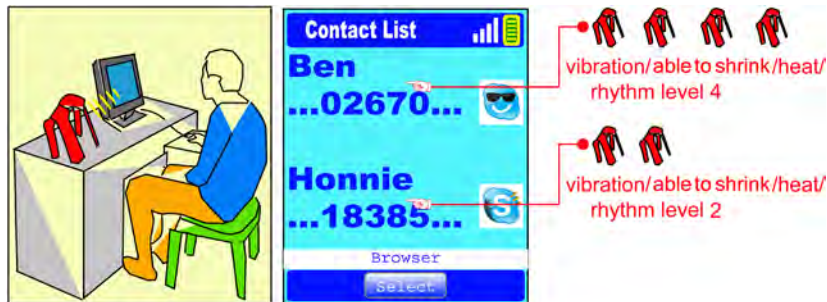 Contact List
Ben
...02670...
Honnie
...18385...
Browser
Select
vibration/able to shrink/heat/
rhythm level 4
vibration/able to shrink/heat/
rhythm level 2